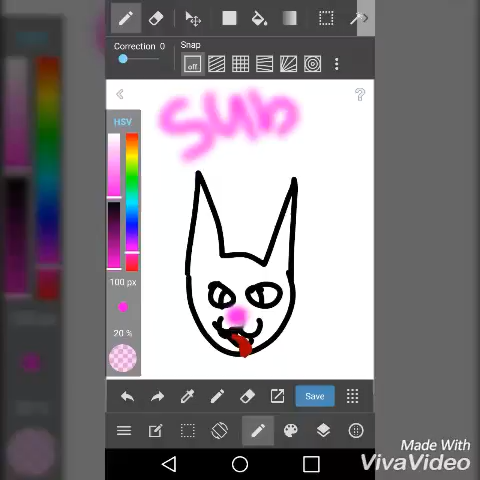 Correction 0
Snap
off
?
Sub
HSV
100 px
20 %
Save
Made With
VivaVideo